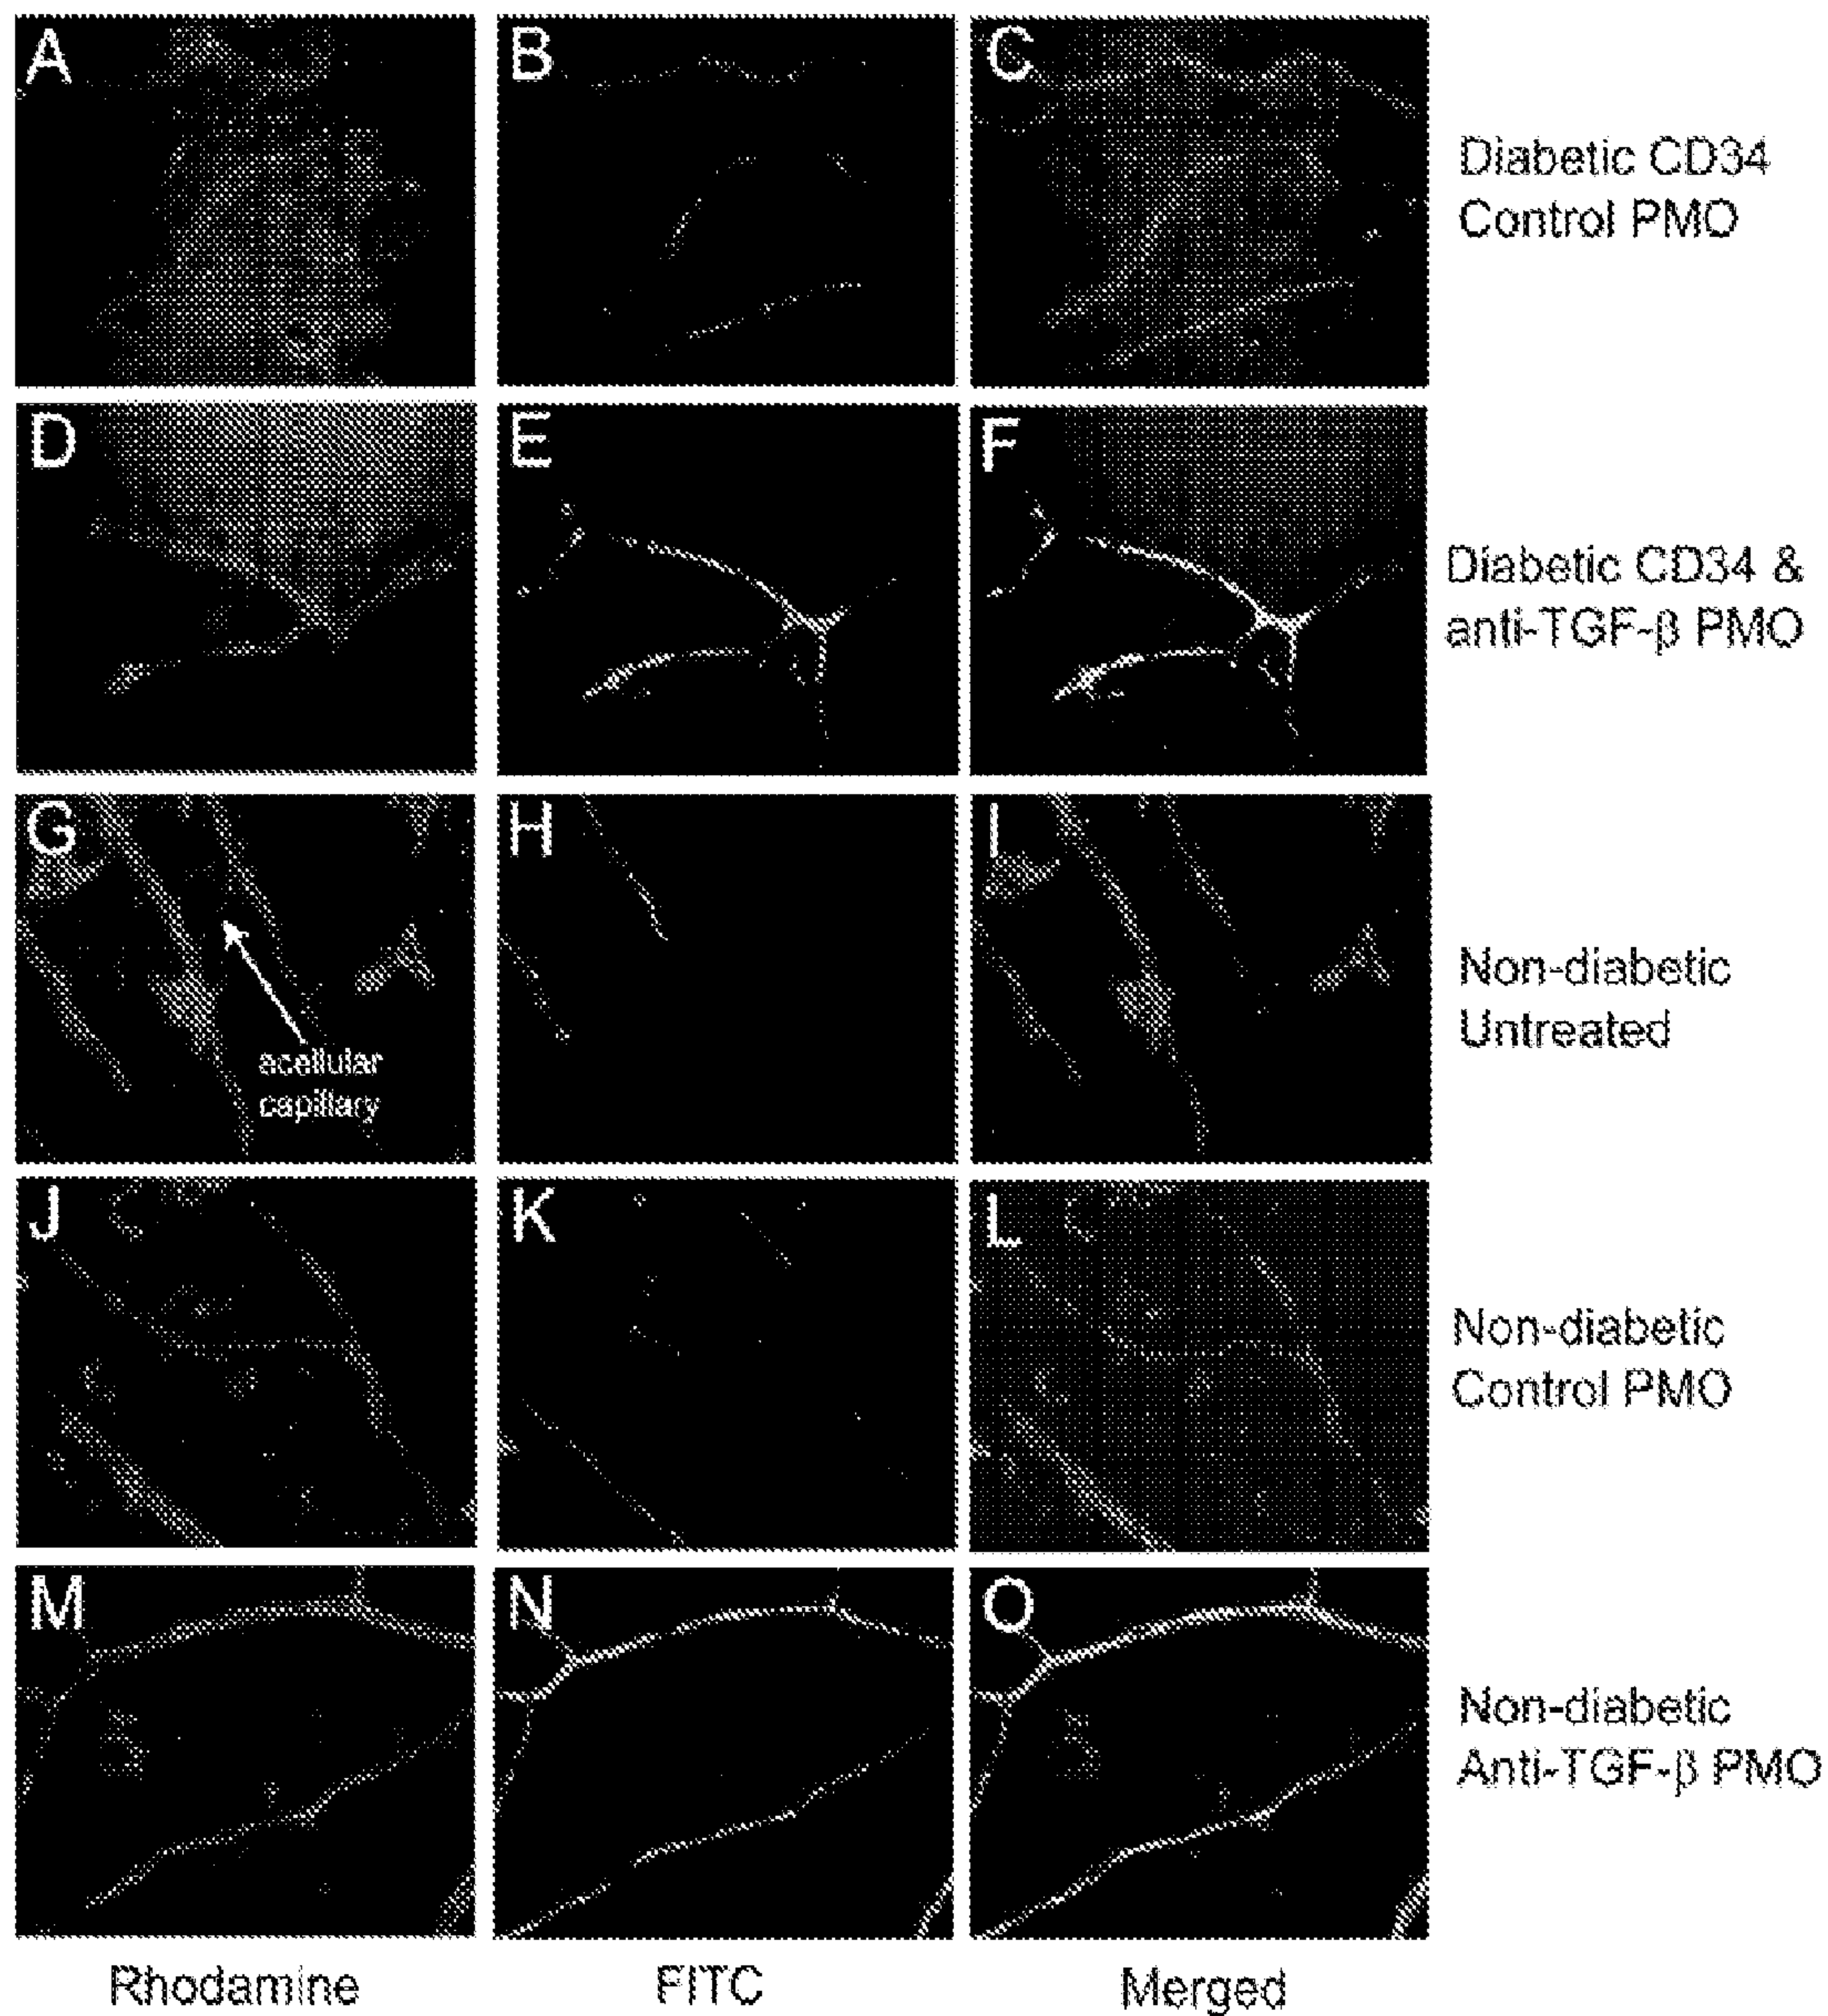 A B C
Diabetic CD34
Control PMO
D E F
Diabetic CD34 &
anti-TGF-β PMO
G H I
acellular
capillary
Non-diabetic
Untreated
J K L
Non-diabetic
Control PMO
M N O
Non-diabetic
Anti-TGF-β PMO
Rhodamine FITC Merged